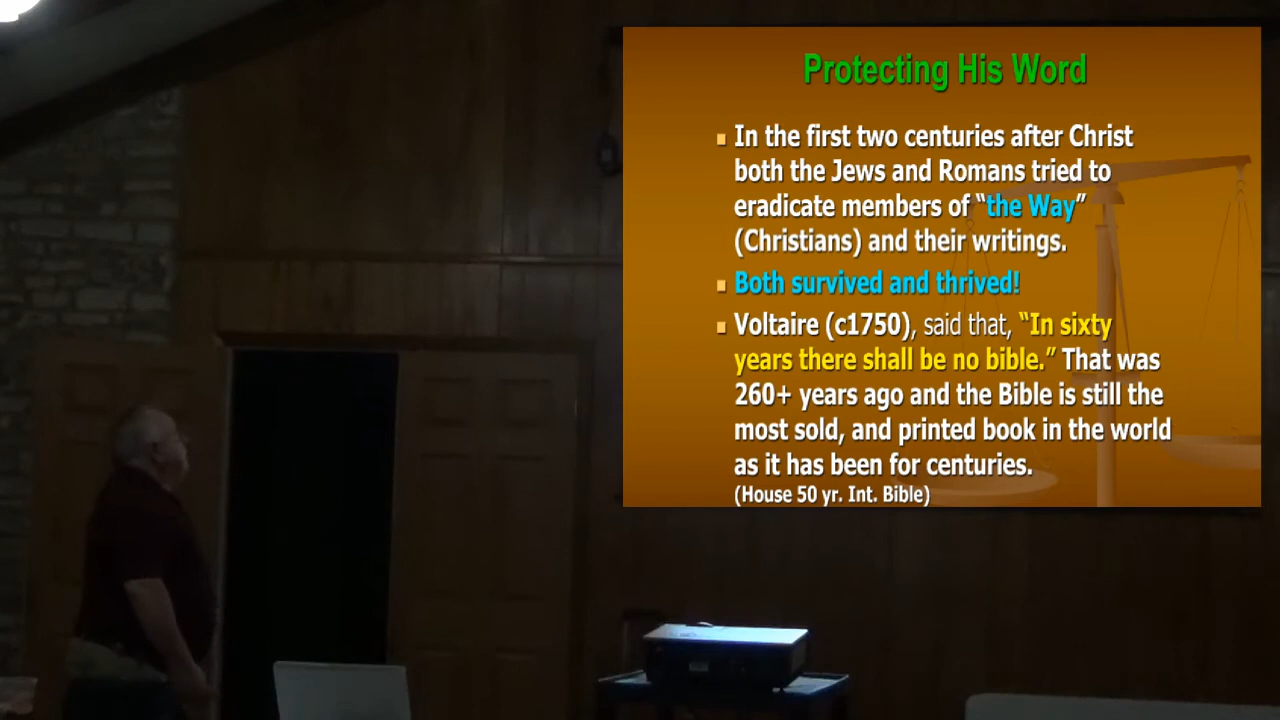 Protecting His Word
In the first two centuries after Christ
both the Jews and Romans tried to
eradicate members of “the Way”
(Christians) and their writings.
Both survived and thrived!
Voltaire (c1750), said that, “In sixty
years there shall be no bible.” That was
260+ years ago and the Bible is still the
most sold, and printed book in the world
as it has been for centuries.
(House 50 yr. Int. Bible)